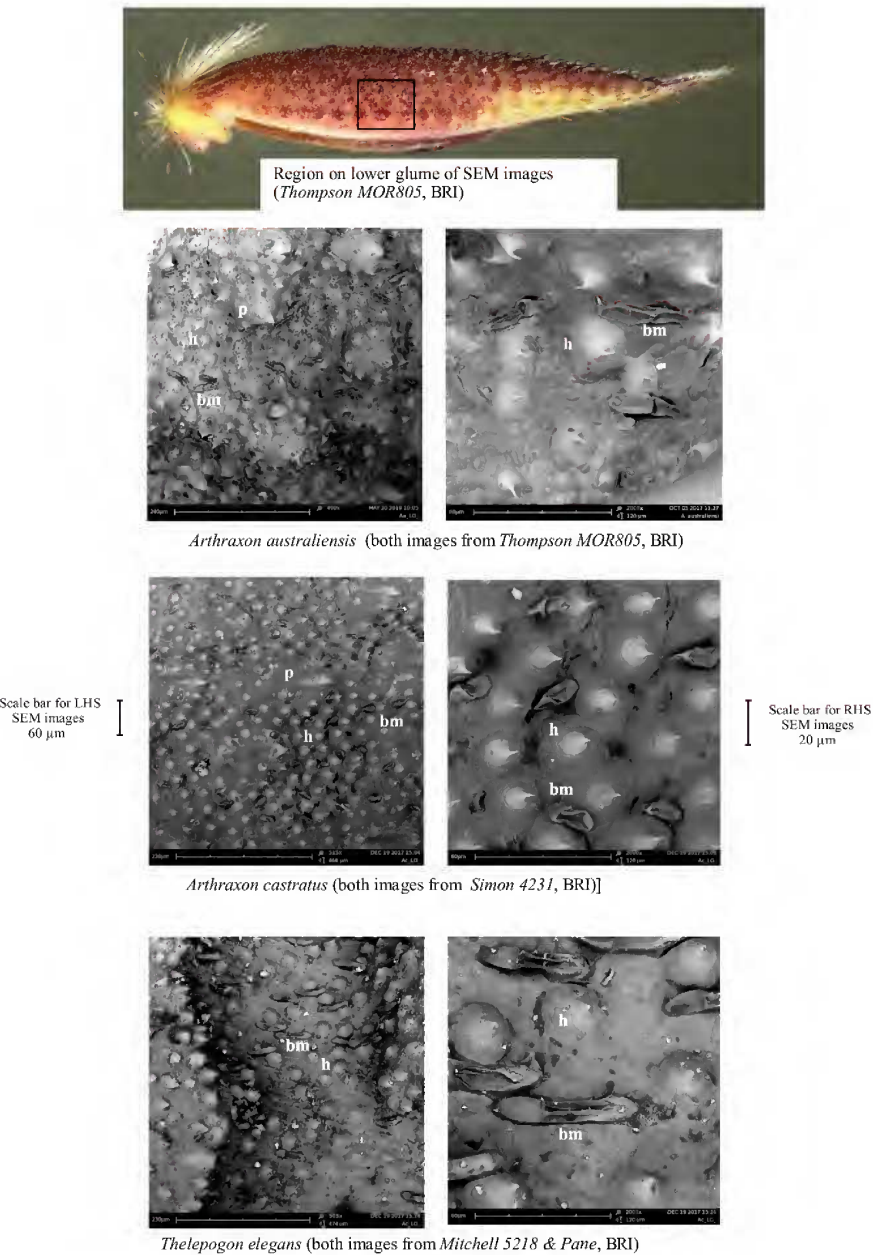 Region on lower glume of SEM images
(Thompson MOR805, BRI)
p
h
bm
bm
h
Arthraxon australiensis (both images from Thompson MOR805, BRI)
Scale bar for LHS
SEM images
60 µm
p
bm
h
h
bm
Scale bar for RHS
SEM images
20 µm
Arthraxon castratus (both images from Simon 4231, BRI)]
bm
h
h
bm
Thelepogon elegans (both images from Mitchell 5218 & Pane, BRI)